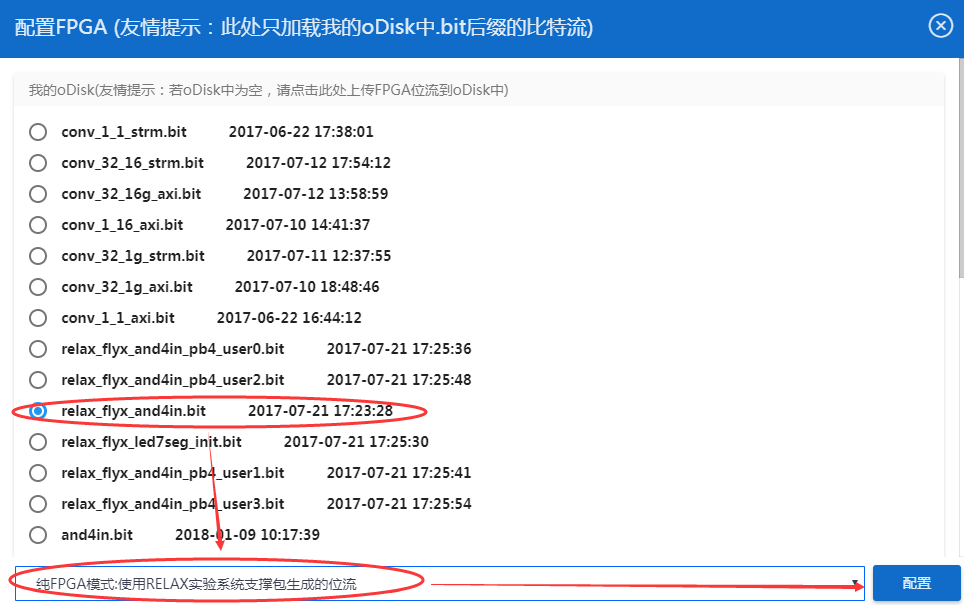 配置FPGA (友情提示：此处只加载我的oDisk中.bit后缀的比特流)
我的oDisk(友情提示：若oDisk中为空，请点击此处上传FPGA位流到oDisk中)
conv_1_1_strm.bit 2017-06-22 17:38:01
conv_32_16_strm.bit 2017-07-12 17:54:12
conv_32_16g_axi.bit 2017-07-12 13:58:59
conv_1_16_axi.bit 2017-07-10 14:41:37
conv_32_1g_strm.bit 2017-07-11 12:37:55
conv_32_1g_axi.bit 2017-07-10 18:48:46
conv_1_1_axi.bit 2017-06-22 16:44:12
relax_flyx_and4in_pb4_user0.bit 2017-07-21 17:25:36
relax_flyx_and4in_pb4_user2.bit 2017-07-21 17:25:48
relax_flyx_and4in.bit 2017-07-21 17:23:28
relax_flyx_led7seg_init.bit 2017-07-21 17:25:30
relax_flyx_and4in_pb4_user1.bit 2017-07-21 17:25:41
relax_flyx_and4in_pb4_user3.bit 2017-07-21 17:25:54
and4in.bit 2018-01-09 10:17:39
纯FPGA模式:使用RELAX实验系统支撑包生成的位流
配置